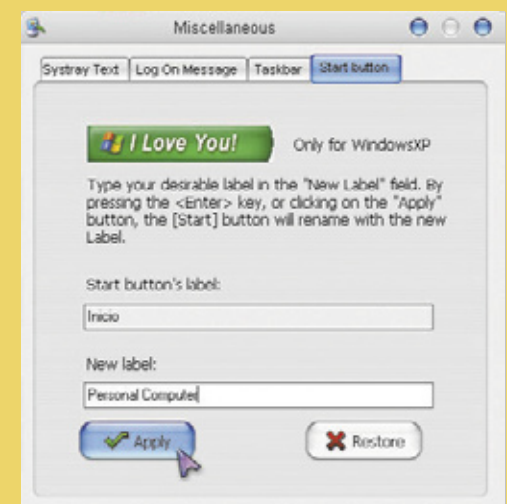 Miscellaneous
Systray Text Log On Message Taskbar Start button
I Love You! Only for WindowsXP
Type your desirable label in the "New Label" field. By
pressing the <Enter> key, or clicking on the "Apply"
button, the [Start] button will rename with the new
Label.
Start button's label:
Inicio
New label:
Personal Computer
Apply Restore